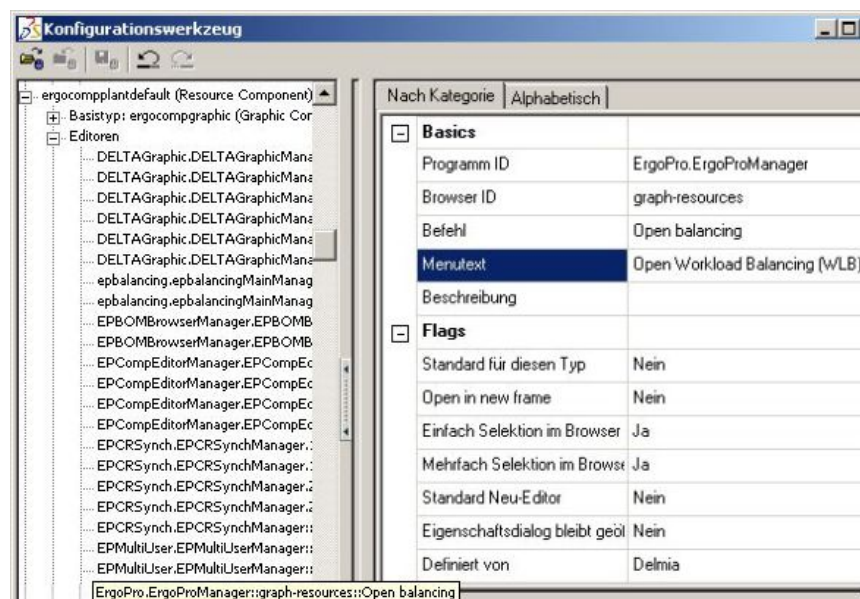 Konfigurationswerkzeug
ergocompplantdefault (Resource Component)
Basistyp: ergocompgraphic (Graphic Cor
Editoren
DELTAGraphic.DELTAGraphicMana
DELTAGraphic.DELTAGraphicMana
DELTAGraphic.DELTAGraphicMana
DELTAGraphic.DELTAGraphicMana
DELTAGraphic.DELTAGraphicMana
DELTAGraphic.DELTAGraphicMana
epbalancing.epbalancingMainManag
epbalancing.epbalancingMainManag
EPBOMBrowserManager.EPBOMB
EPBOMBrowserManager.EPBOMB
EPCompEditorManager.EPCompEc
EPCompEditorManager.EPCompEc
EPCompEditorManager.EPCompEc
EPCompEditorManager.EPCompEc
EPCRSynch.EPCRSynchManager.:
EPCRSynch.EPCRSynchManager.:
EPCRSynch.EPCRSynchManager.2
EPCRSynch.EPCRSynchManager.2
EPCRSynch.EPCRSynchManager::
EPMultiUser.EPMultiUserManager::
EPMultiUser.EPMultiUserManager::
ErgoPro.ErgoProManager::graph-resources::Open balancing
Nach Kategorie Alphabetisch
Basics
Programm ID ErgoPro.ErgoProManager
Browser ID graph-resources
Befehl Open balancing
Menutext Open Workload Balancing (WLB)
Beschreibung
Flags
Standard für diesen Typ Nein
Open in new frame Nein
Einfach Selektion im Browser Ja
Mehrfach Selektion im Browse Ja
Standard Neu-Editor Nein
Eigenschaftsdialog bleibt geöl Nein
Definiert von Delmia